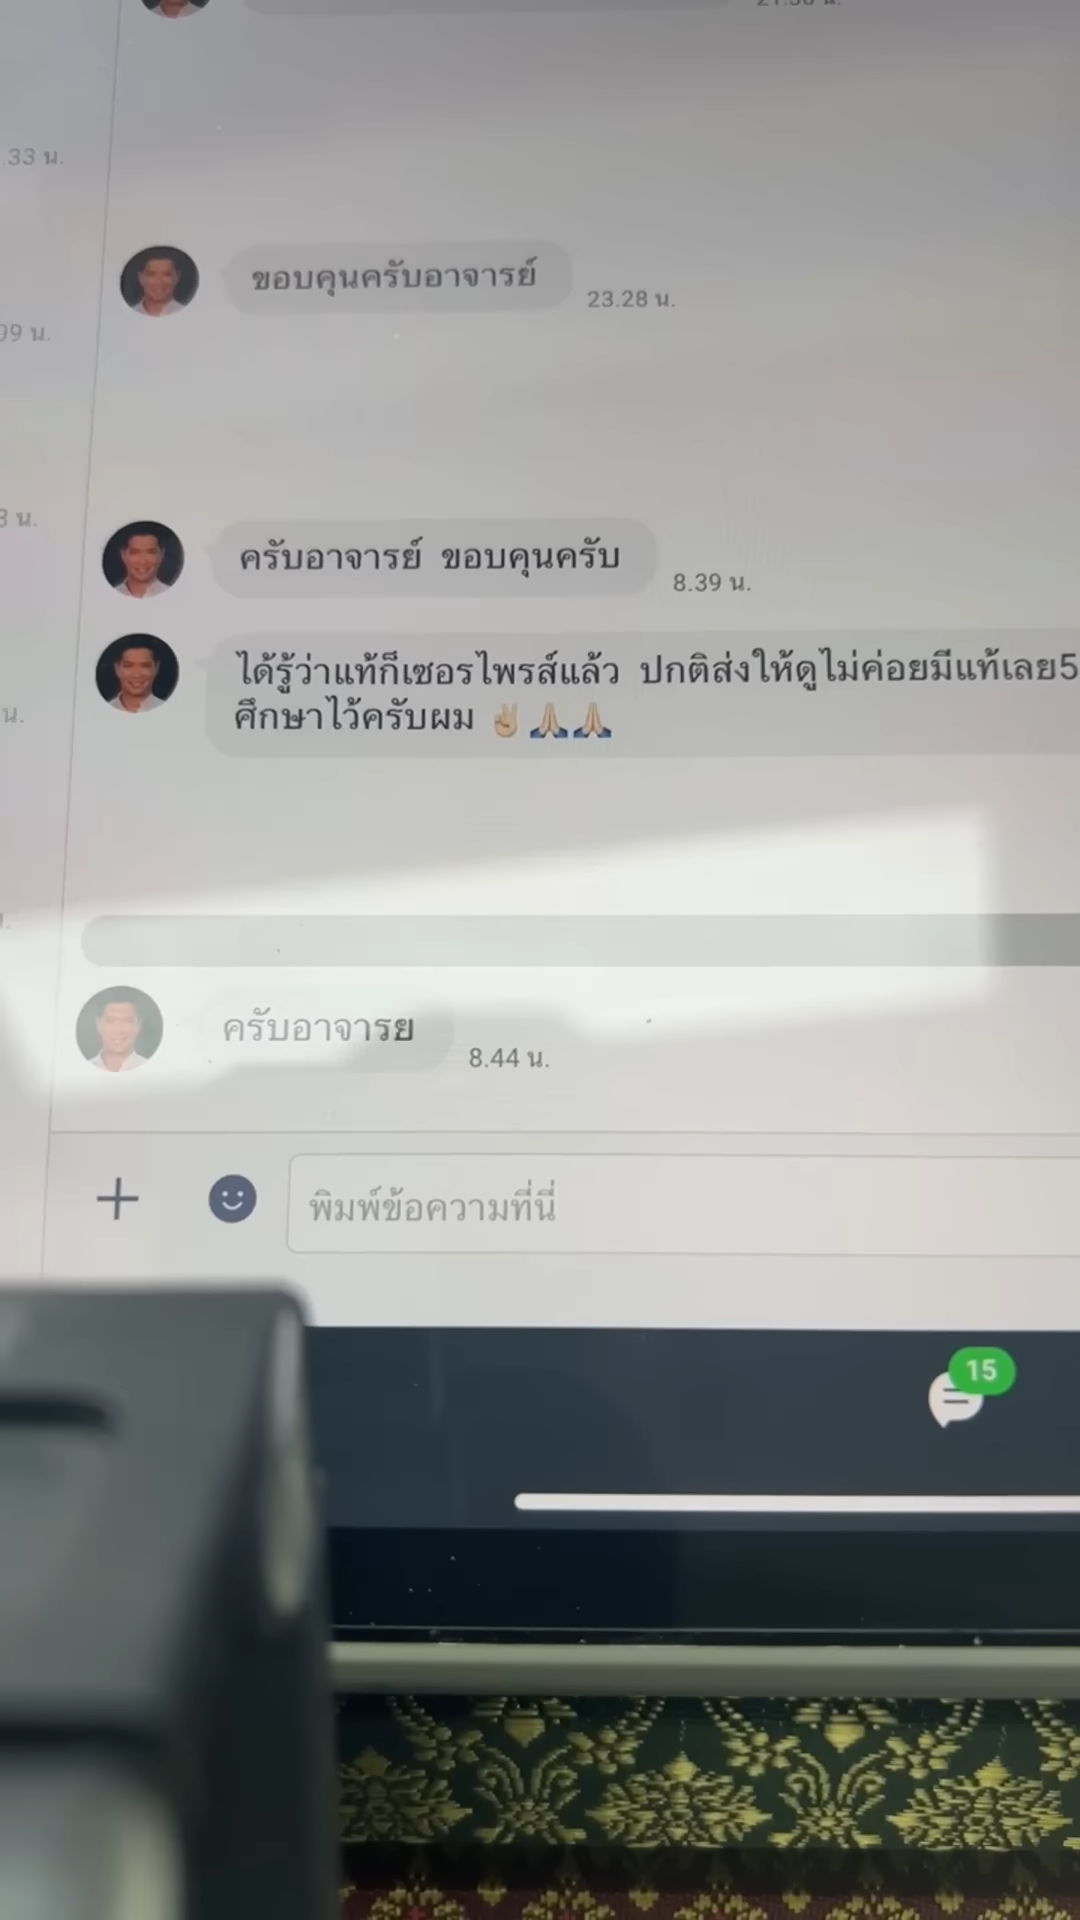 .33 น.
ขอบคุนครับอาจารย์
23.28 น.
09 น.
3 น.
ครับอาจารย์ ขอบคุนครับ
8.39 น.
ได้รู้ว่าแท้ก็เซอรไพรส์แล้ว ปกติส่งให้ดูไม่ค่อยมีแท้เลย5
ศึกษาไว้ครับผม ✌🏼🙏🏼🙏🏼
น.
ครับอาจารย
8.44 น.
พิมพ์ข้อความที่นี่
15